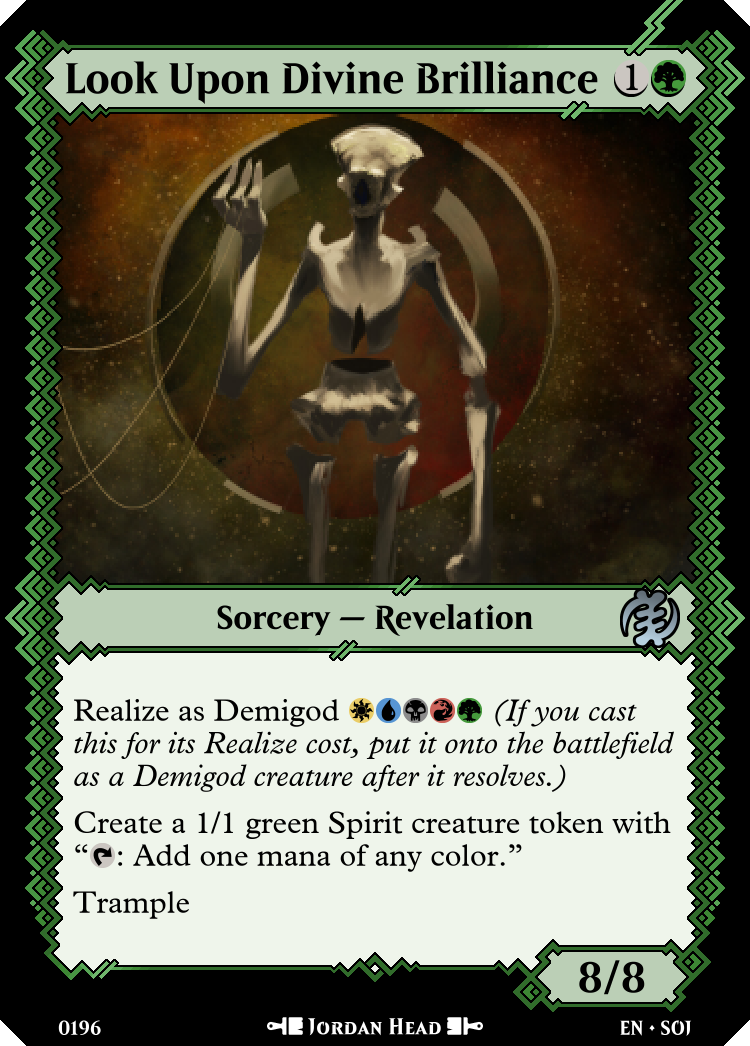 Look Upon Divine Brilliance 1
Sorcery — Revelation
Realize as Demigod (If you cast
this for its Realize cost, put it onto the battlefield
as a Demigod creature after it resolves.)
Create a 1/1 green Spirit creature token with
“: Add one mana of any color.”
Trample
8/8
0196
Jordan Head
EN • SOI